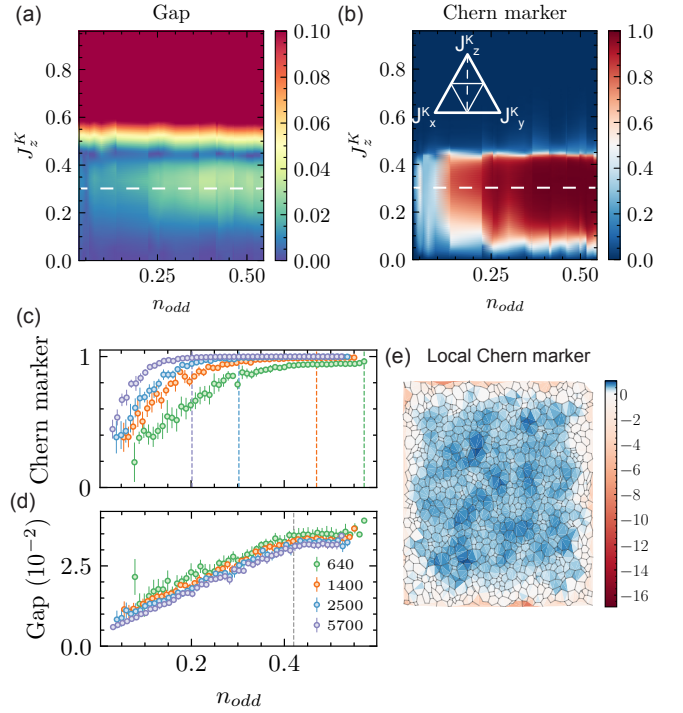 (a)
Gap
0.8
0.6
0.4
0.2
0.0
J_z^K
0.25
0.50
n_odd
0.10
0.08
0.06
0.04
0.02
0.00
(b)
Chern marker
0.8
0.6
0.4
0.2
0.0
J_z^K
J^K_z
J^K_x
J^K_y
0.25
0.50
n_odd
1.0
0.8
0.6
0.4
0.2
0.0
(c)
Chern marker
1
0
(d)
Gap (10^{-2})
2.5
0.0
640
1400
2500
5700
0.2
0.4
n_odd
(e)
Local Chern marker
0
−2
−4
−6
−8
−10
−12
−14
−16